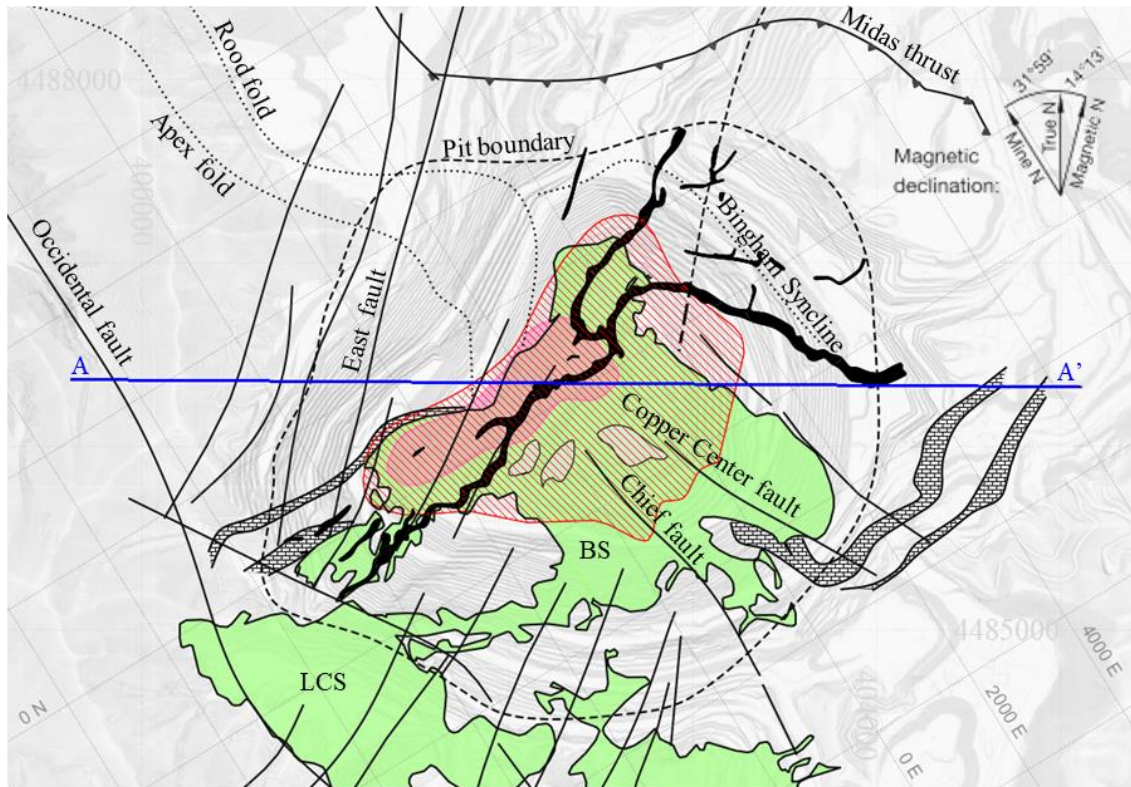 Midas thrust
Rood fold
4488000
31°59'
14°13'
Mine N
True N
Magnetic N
Magnetic
declination:
Apex fold
Pit boundary
Bingham Syncline
Occidental fault
East fault
A
A'
Copper Center fault
Chief fault
BS
LCS
4485000
4000 E
2000 E
0 E
0 N